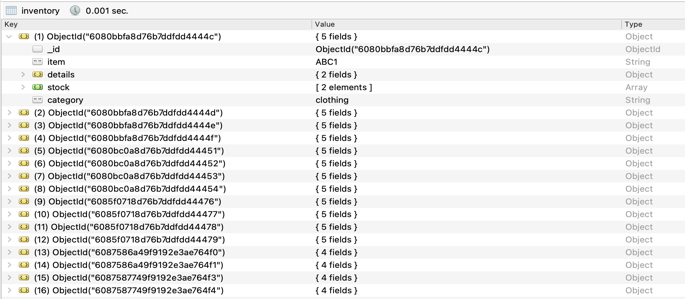 inventory 0.001 sec.
Key Value Type
(1) ObjectId("6080bbfa8d76b7ddfdd4444c") { 5 fields } Object
_id ObjectId("6080bbfa8d76b7ddfdd4444c") ObjectId
item ABC1 String
details { 2 fields } Object
stock [ 2 elements ] Array
category clothing String
(2) ObjectId("6080bbfa8d76b7ddfdd4444d") { 5 fields } Object
(3) ObjectId("6080bbfa8d76b7ddfdd4444e") { 5 fields } Object
(4) ObjectId("6080bbfa8d76b7ddfdd4444f") { 5 fields } Object
(5) ObjectId("6080bc0a8d76b7ddfdd44451") { 5 fields } Object
(6) ObjectId("6080bc0a8d76b7ddfdd44452") { 5 fields } Object
(7) ObjectId("6080bc0a8d76b7ddfdd44453") { 5 fields } Object
(8) ObjectId("6080bc0a8d76b7ddfdd44454") { 5 fields } Object
(9) ObjectId("6085f0718d76b7ddfdd44476") { 5 fields } Object
(10) ObjectId("6085f0718d76b7ddfdd44477") { 5 fields } Object
(11) ObjectId("6085f0718d76b7ddfdd44478") { 5 fields } Object
(12) ObjectId("6085f0718d76b7ddfdd44479") { 5 fields } Object
(13) ObjectId("6087586a49f9192e3ae764f0") { 4 fields } Object
(14) ObjectId("6087586a49f9192e3ae764f1") { 4 fields } Object
(15) ObjectId("6087587749f9192e3ae764f3") { 4 fields } Object
(16) ObjectId("6087587749f9192e3ae764f4") { 4 fields } Object